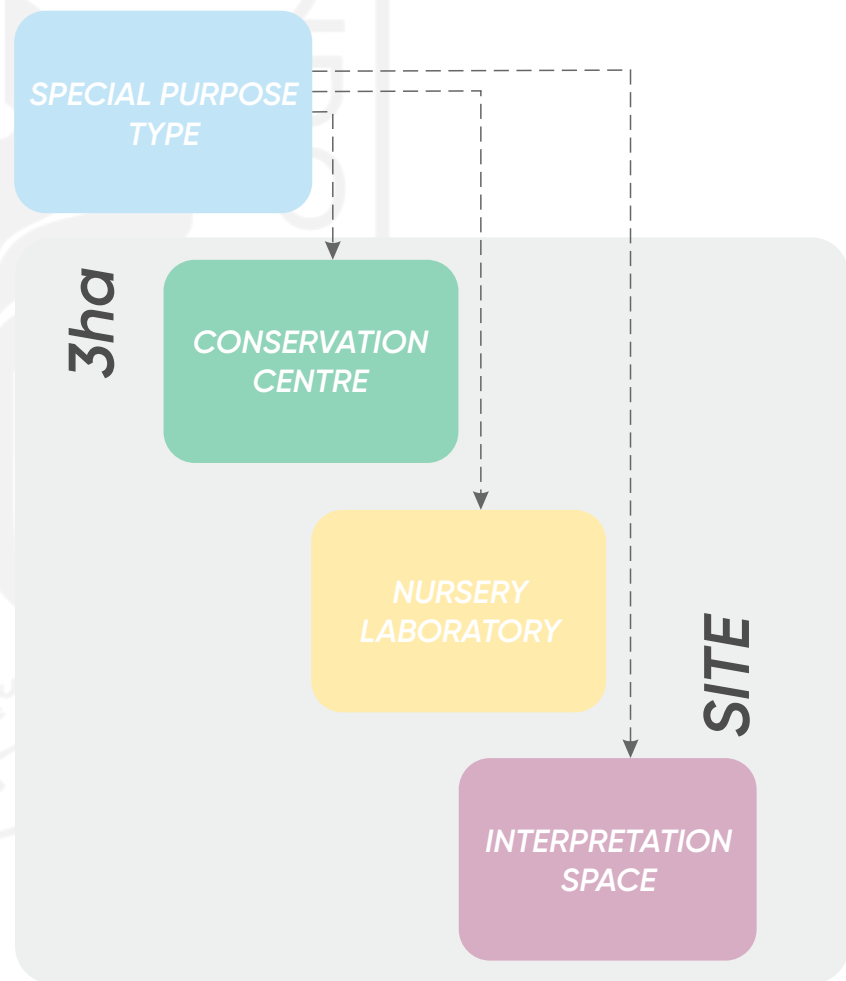 SPECIAL PURPOSE
TYPE
3ha
CONSERVATION
CENTRE
NURSERY
LABORATORY
SITE
INTERPRETATION
SPACE